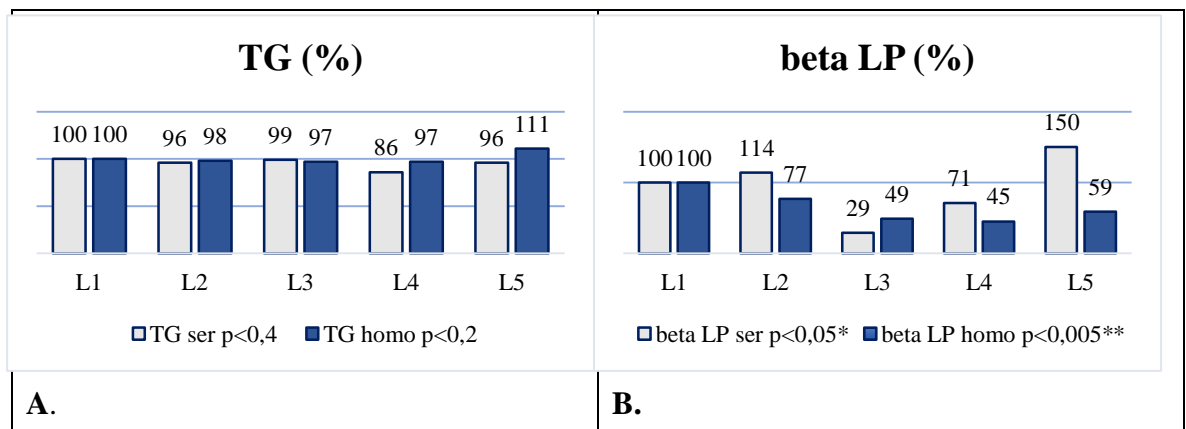 TG (%)
100 100 96 98 99 97 86 97 96 111
L1 L2 L3 L4 L5
TG ser p<0,4 TG homo p<0,2
A.
beta LP (%)
100 100 114 77 29 49 71 45 150 59
L1 L2 L3 L4 L5
beta LP ser p<0,05* beta LP homo p<0,005**
B.